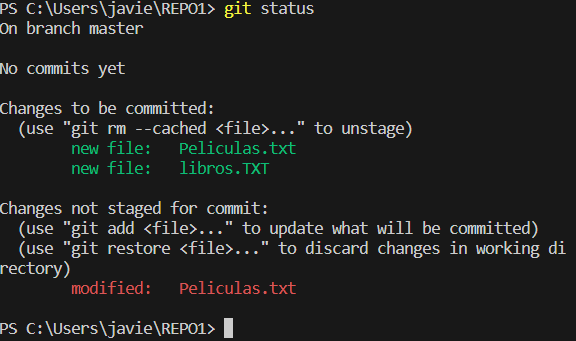 PS C:\Users\javie\REPO1> git status
On branch master

No commits yet

Changes to be committed:
  (use "git rm --cached <file>..." to unstage)
        new file:   Peliculas.txt
        new file:   libros.TXT

Changes not staged for commit:
  (use "git add <file>..." to update what will be committed)
  (use "git restore <file>..." to discard changes in working di
rectory)
        modified:   Peliculas.txt

PS C:\Users\javie\REPO1>